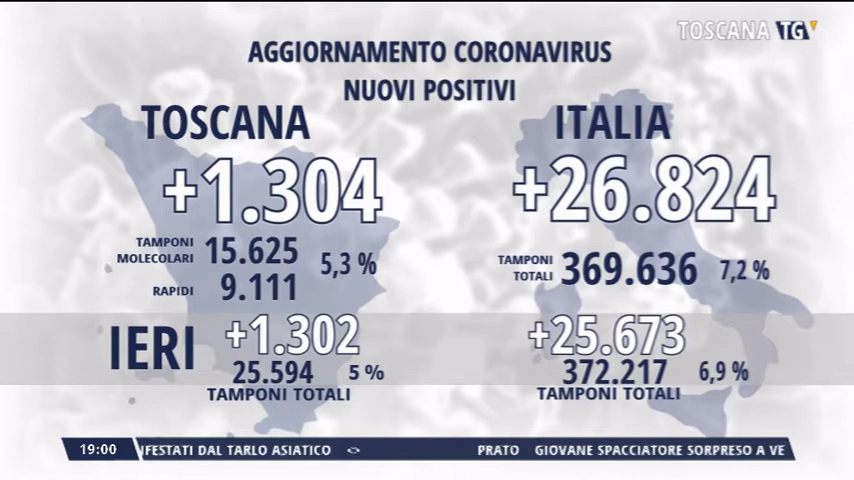 TOSCANA TG
AGGIORNAMENTO CORONAVIRUS
NUOVI POSITIVI
TOSCANA
+1.304
TAMPONI
MOLECOLARI
15.625
5,3 %
RAPIDI
9.111
ITALIA
+26.824
TAMPONI
TOTALI
369.636
7,2 %
IERI
+1.302
25.594
5 %
TAMPONI TOTALI
+25.673
372.217
6,9 %
TAMPONI TOTALI
19:00
IFESTATI DAL TARLO ASIATICO
PRATO GIOVANE SPACCIATORE SORPRESO A VE